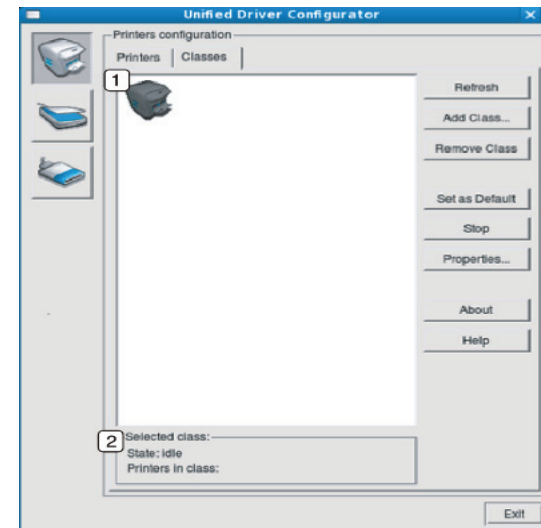 Unified Driver Configurator
Printers configuration
Printers Classes
1
Refresh
Add Class...
Remove Class
Set as Default
Stop
Properties...
About
Help
2 Selected class:
State: idle
Printers in class:
Exit